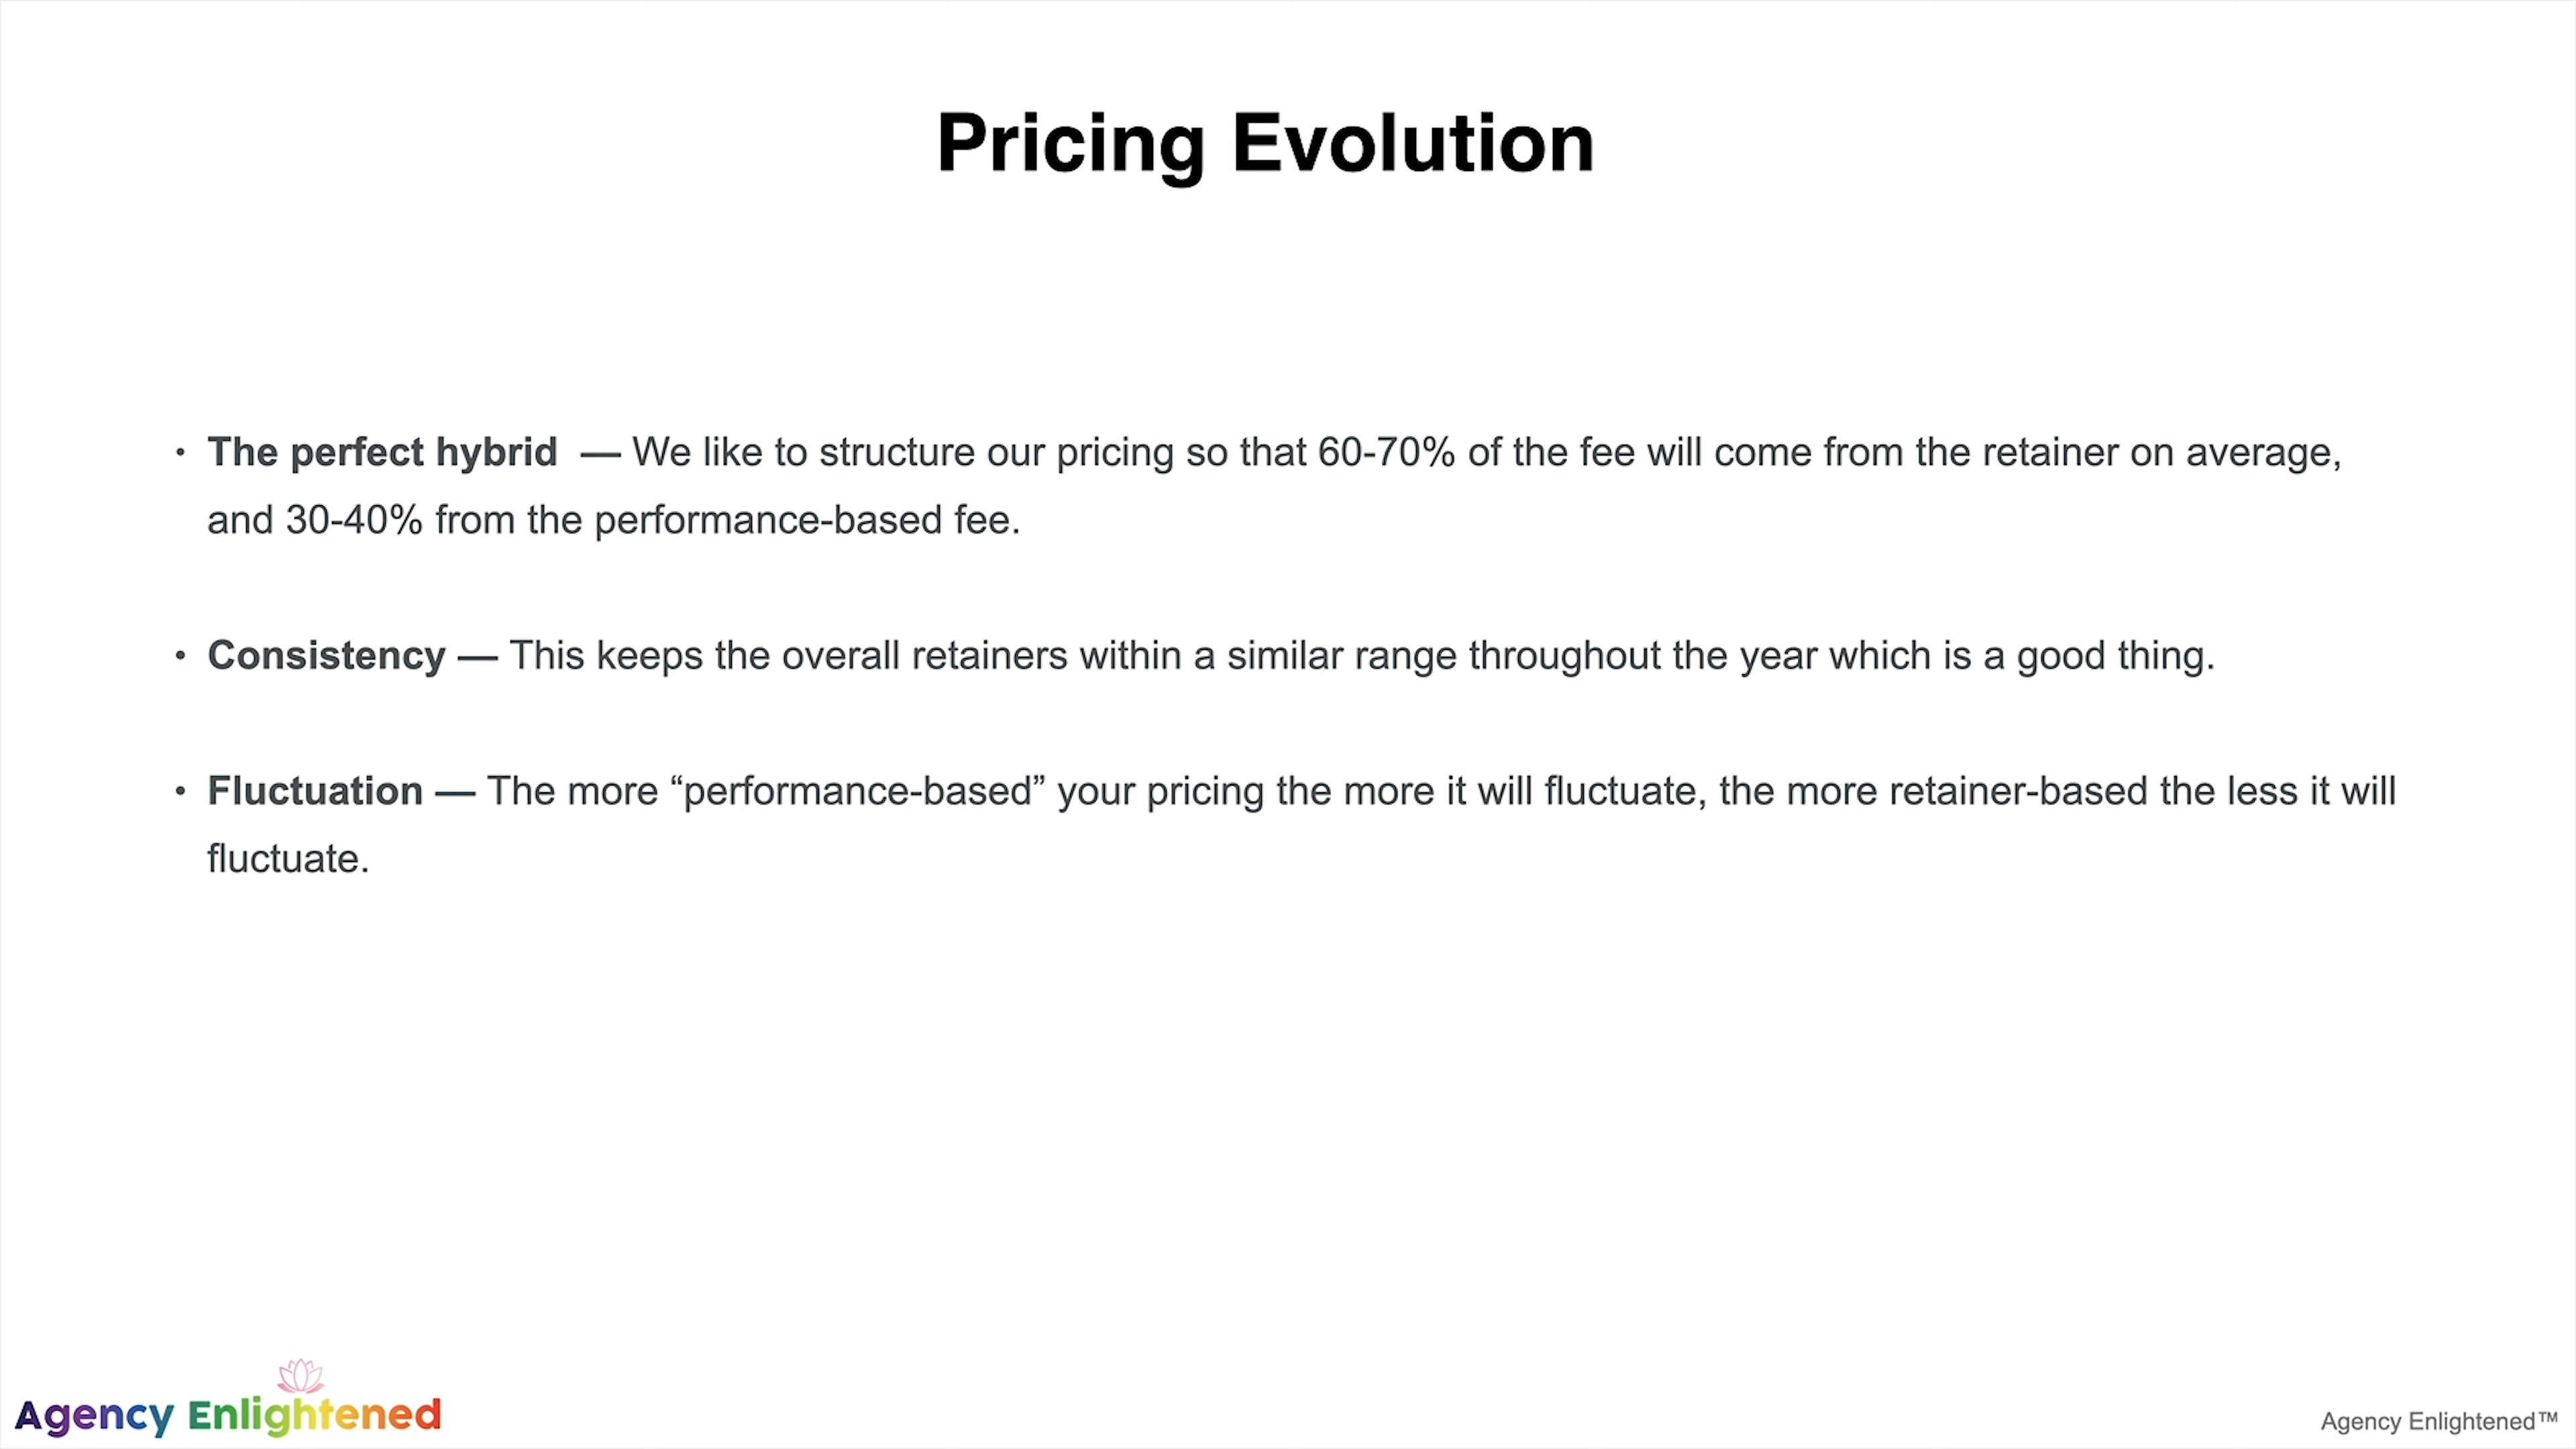 Pricing Evolution
• The perfect hybrid — We like to structure our pricing so that 60-70% of the fee will come from the retainer on average,
and 30-40% from the performance-based fee.
• Consistency — This keeps the overall retainers within a similar range throughout the year which is a good thing.
• Fluctuation — The more “performance-based” your pricing the more it will fluctuate, the more retainer-based the less it will
fluctuate.
Agency Enlightened
Agency Enlightened™